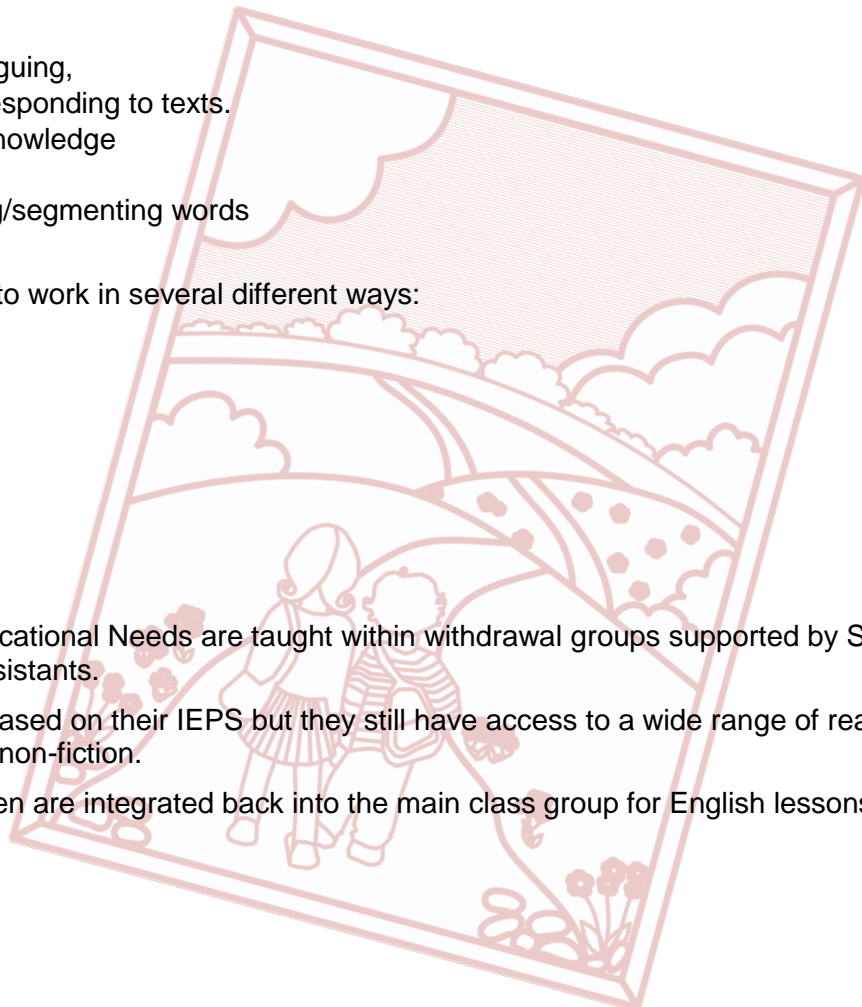 guing,
esponding to texts.
nowledge
g/segmenting words
to work in several different ways:
cational Needs are taught within withdrawal groups supported by S
sistants.
ased on their IEPS but they still have access to a wide range of rea
non-fiction.
en are integrated back into the main class group for English lessons